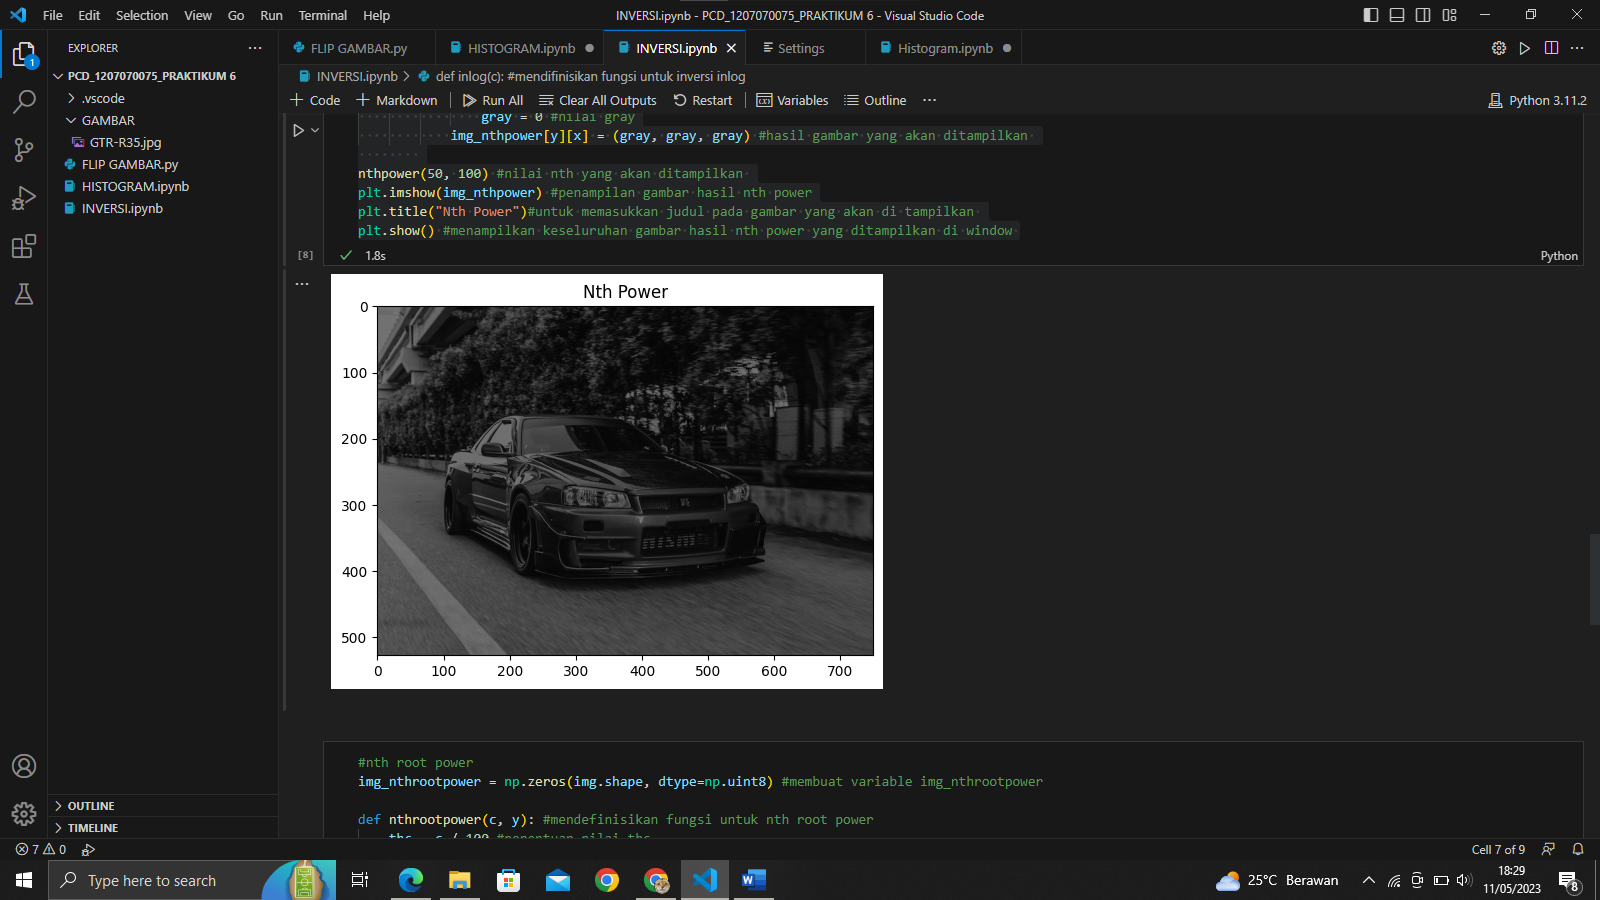 File Edit Selection View Go Run Terminal Help
INVERSI.ipynb - PCD_1207070075_PRAKTIKUM 6 - Visual Studio Code
EXPLORER
PCD_1207070075_PRAKTIKUM 6
.vscode
GAMBAR
GTR-R35.jpg
FLIP GAMBAR.py
HISTOGRAM.ipynb
INVERSI.ipynb
OUTLINE
TIMELINE
FLIP GAMBAR.py HISTOGRAM.ipynb INVERSI.ipynb Settings Histogram.ipynb
INVERSI.ipynb > def inlog(c): #mendifinisikan fungsi untuk inversi inlog
Code Markdown Run All Clear All Outputs Restart Variables Outline
Python 3.11.2
gray = 0 #nilai gray
img_nthpower[y][x] = (gray, gray, gray) #hasil gambar yang akan ditampilkan
nthpower(50, 100) #nilai nth yang akan ditampilkan
plt.imshow(img_nthpower) #penampilan gambar hasil nth power
plt.title("Nth Power")#untuk memasukkan judul pada gambar yang akan di tampilkan
plt.show() #menampilkan keseluruhan gambar hasil nth power yang ditampilkan di window
[8] 1.8s
Python
Nth Power
0
100
200
300
400
500
0 100 200 300 400 500 600 700
#nth root power
img_nthrootpower = np.zeros(img.shape, dtype=np.uint8) #membuat variable img_nthrootpower
def nthrootpower(c, y): #mendefinisikan fungsi untuk nth root power
1
7 0
Cell 7 of 9
Type here to search
25°C Berawan
18:29
11/05/2023
8